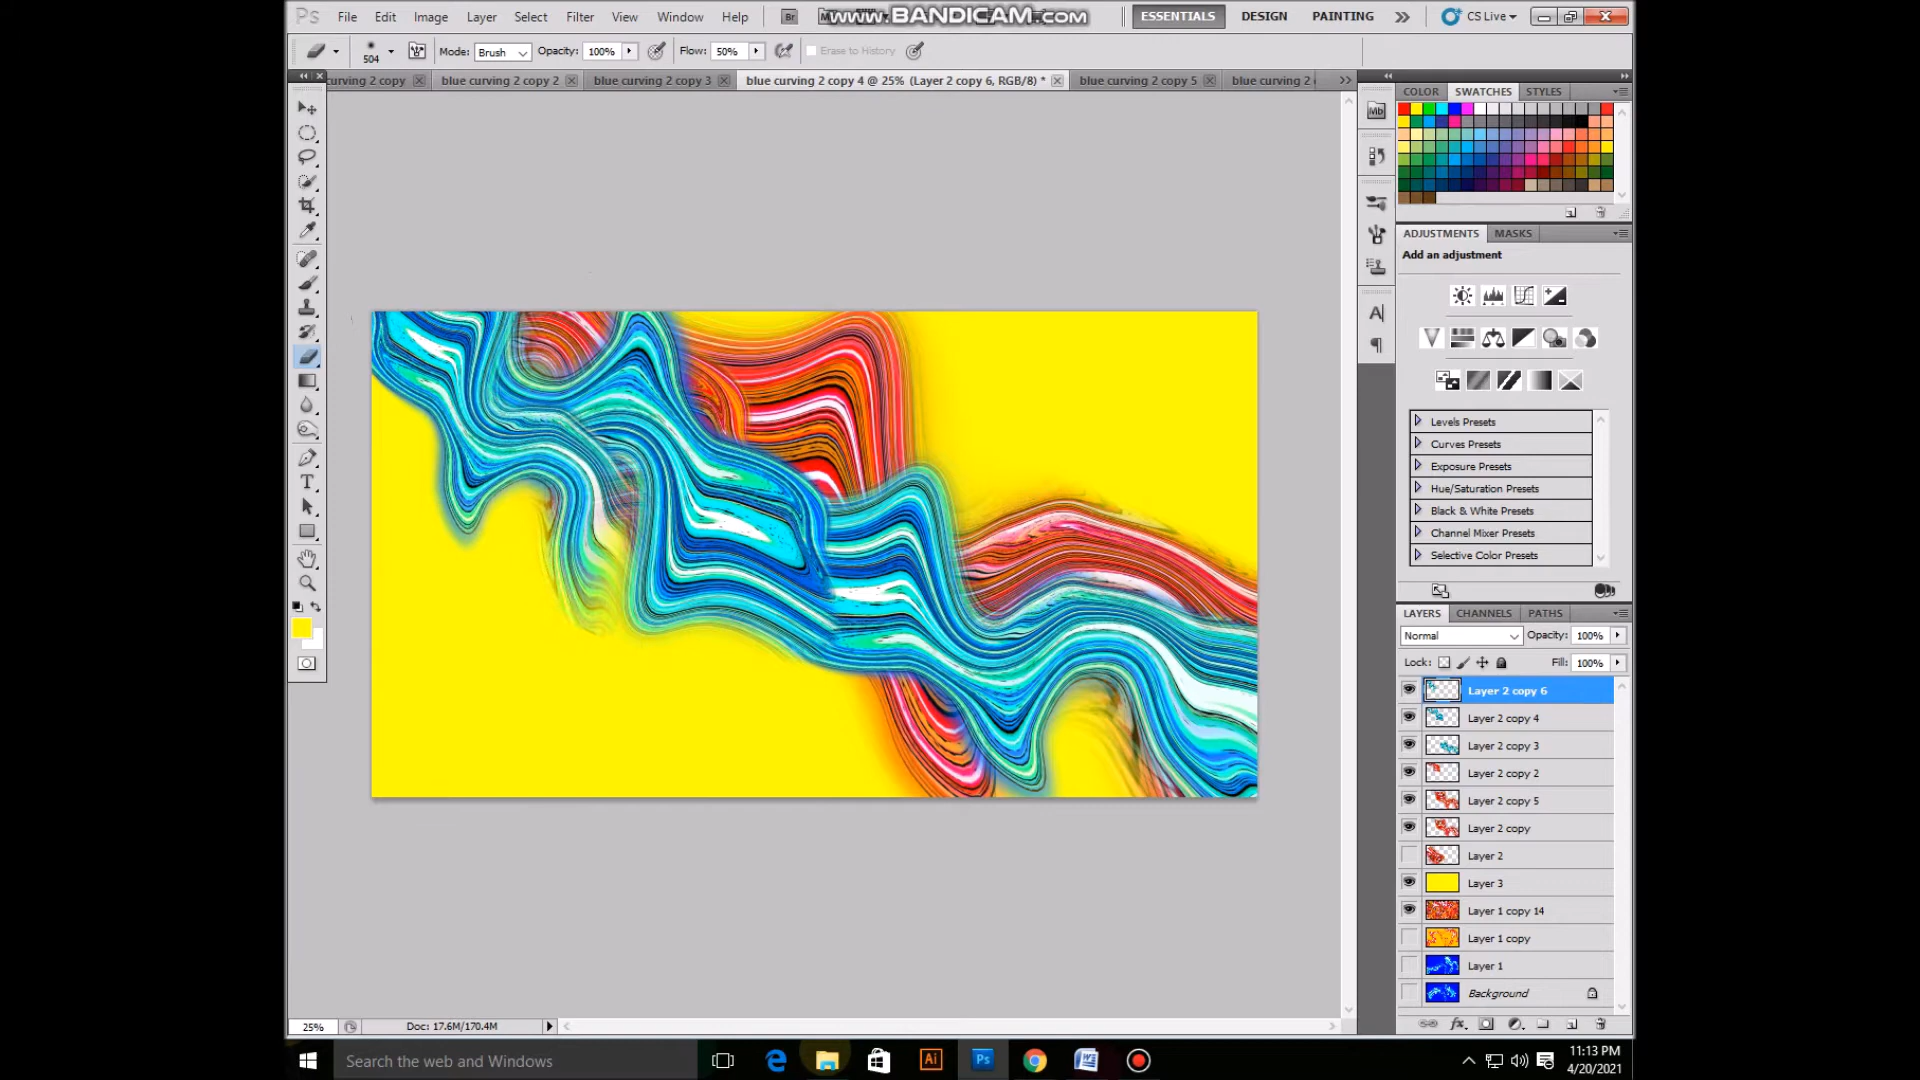 Ps File Edit Image Layer Select Filter View Window Help Br www.BANDICAM.com ESSENTIALS DESIGN PAINTING CS Live
504 Mode: Brush Opacity: 100% Flow: 50% Erase to History
curving 2 copy blue curving 2 copy 2 blue curving 2 copy 3 blue curving 2 copy 4 @ 25% (Layer 2 copy 6, RGB/8) * blue curving 2 copy 5 blue curving 2
COLOR SWATCHES STYLES
Mb
ADJUSTMENTS MASKS
Add an adjustment
Levels Presets
Curves Presets
Exposure Presets
Hue/Saturation Presets
Black & White Presets
Channel Mixer Presets
Selective Color Presets
LAYERS CHANNELS PATHS
Normal Opacity: 100%
Lock: Fill: 100%
Layer 2 copy 6
Layer 2 copy 4
Layer 2 copy 3
Layer 2 copy 2
Layer 2 copy 5
Layer 2 copy
Layer 2
Layer 3
Layer 1 copy 14
Layer 1 copy
Layer 1
Background
25% Doc: 17.6M/170.4M
Search the web and Windows Ai Ps 11:13 PM
4/20/2021